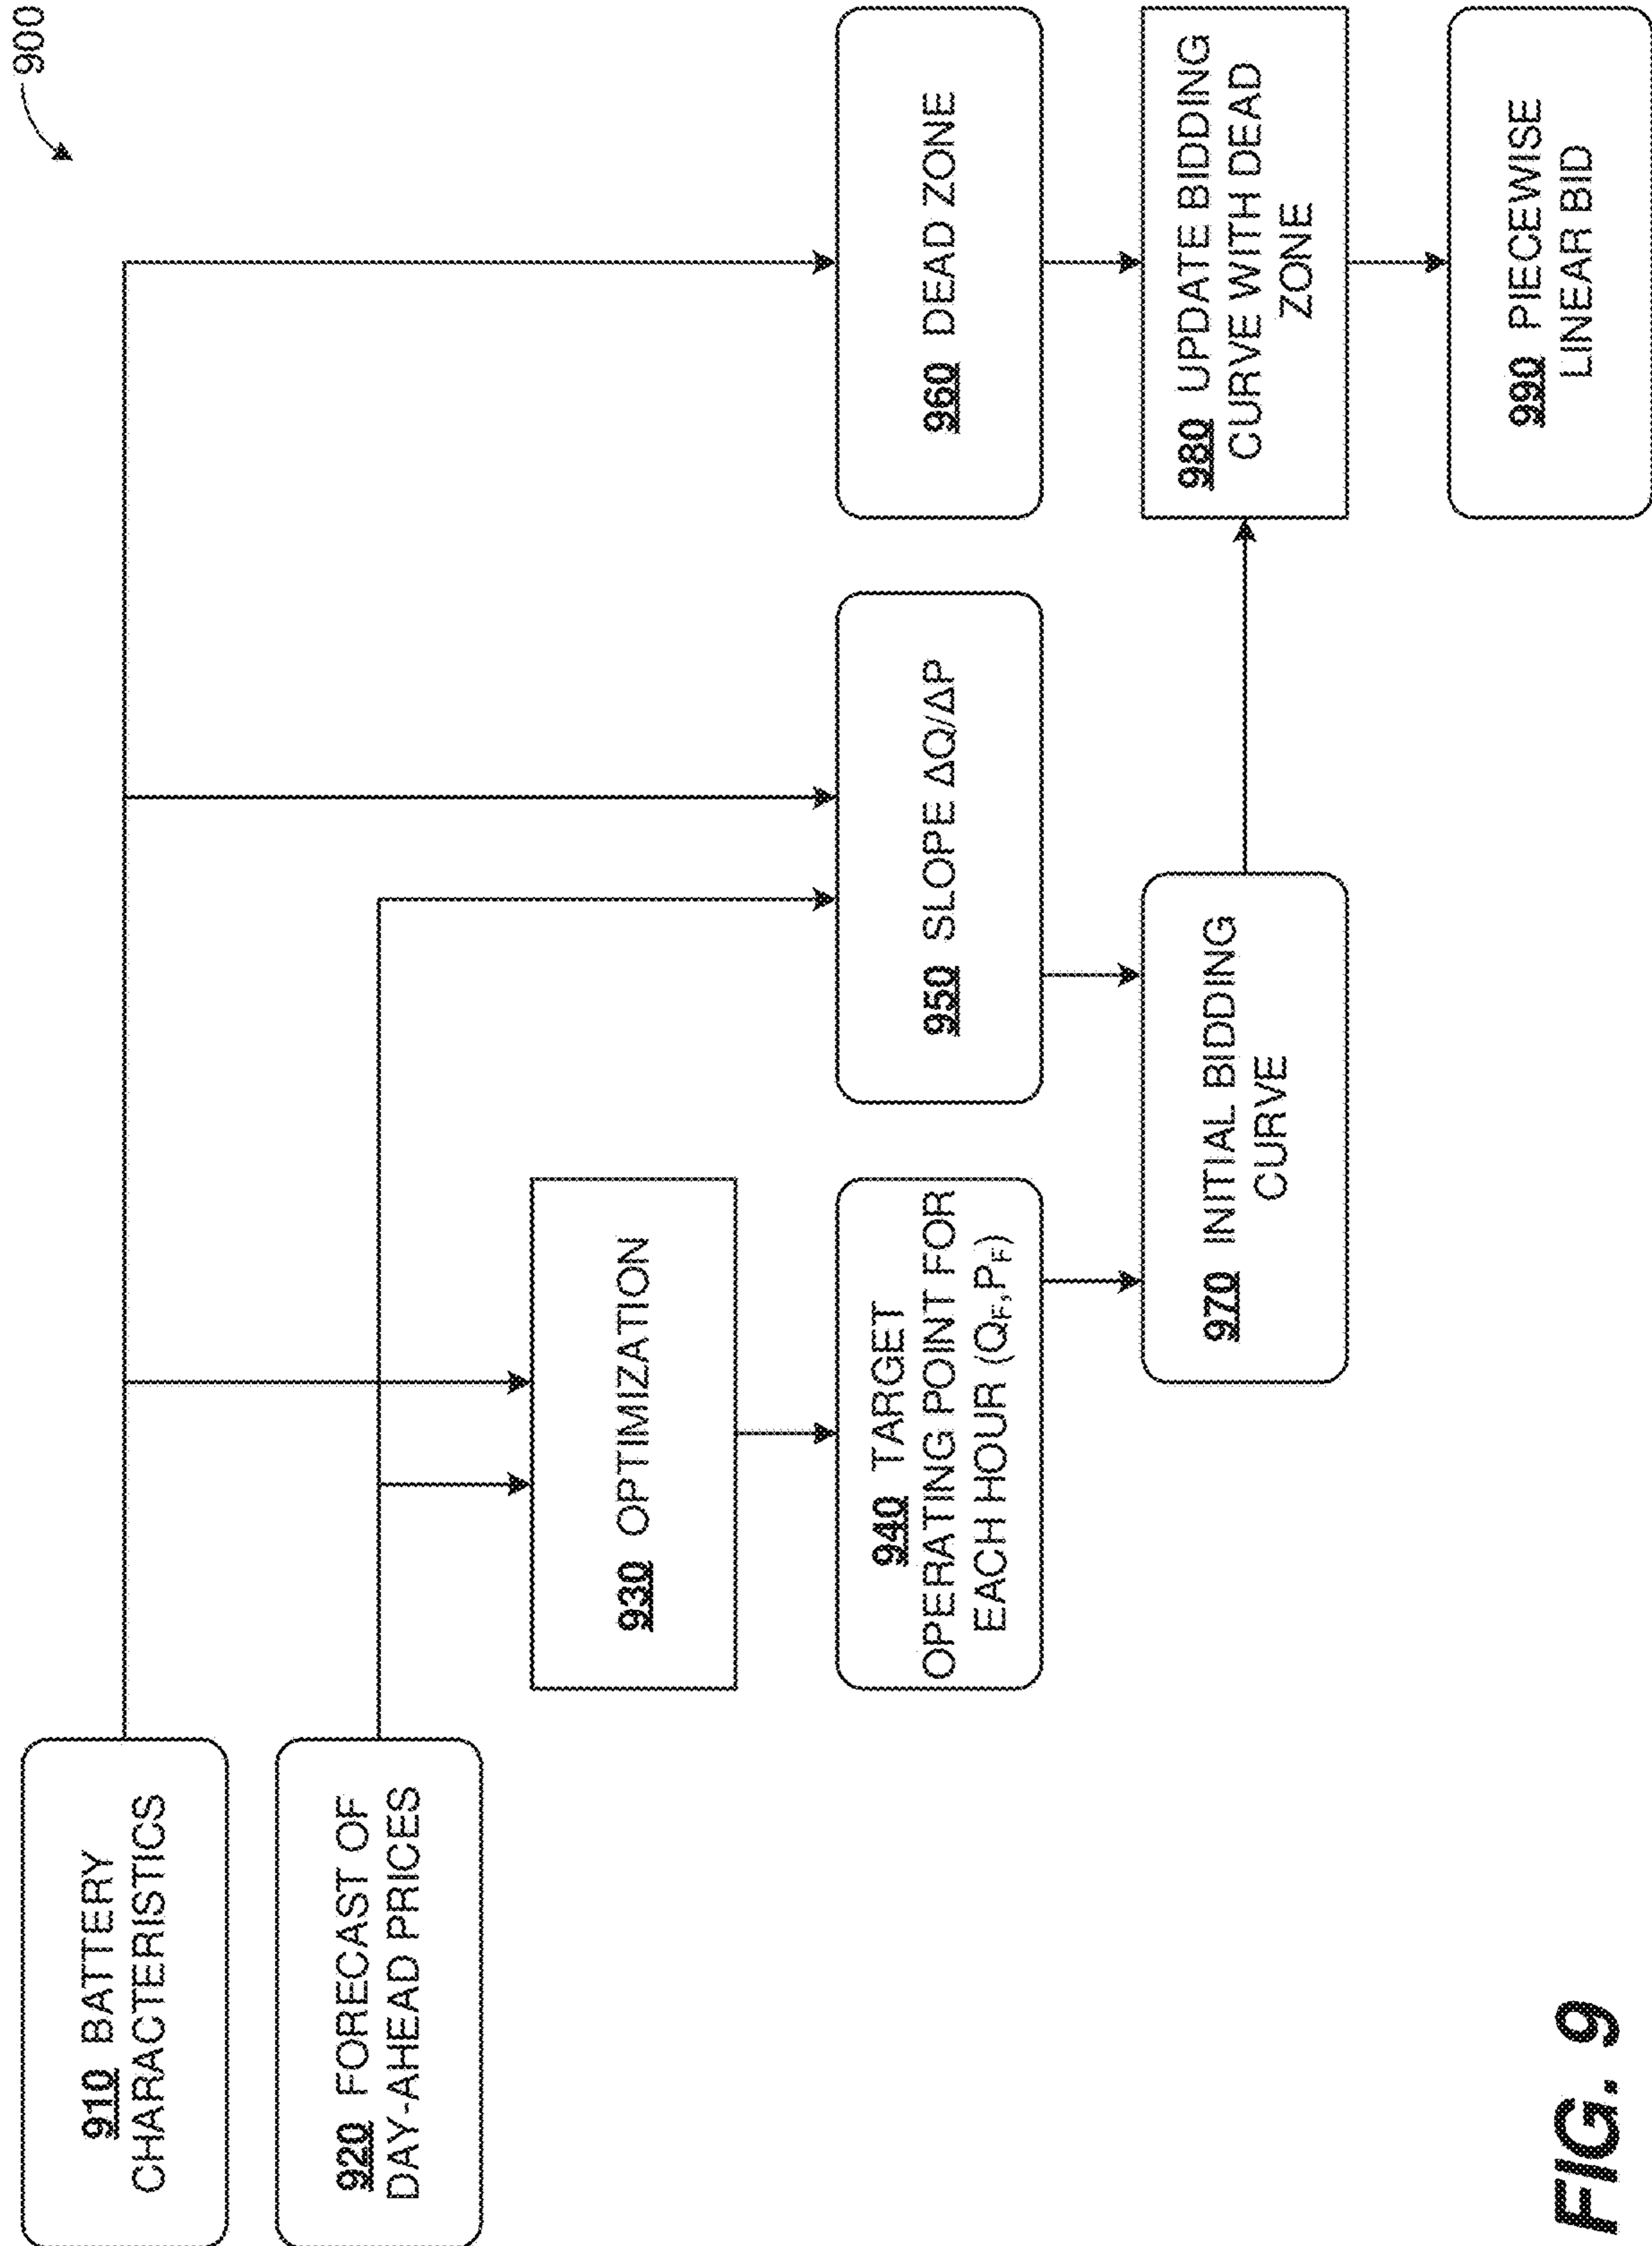 900
910 BATTERY
CHARACTERISTICS
920 FORECAST OF
DAY-AHEAD PRICES
930 OPTIMIZATION
940 TARGET
OPERATING POINT FOR
EACH HOUR (QF,PF)
950 SLOPE ΔQ/ΔP
960 DEAD ZONE
970 INITIAL BIDDING
CURVE
980 UPDATE BIDDING
CURVE WITH DEAD
ZONE
990 PIECEWISE
LINEAR BID
FIG. 9